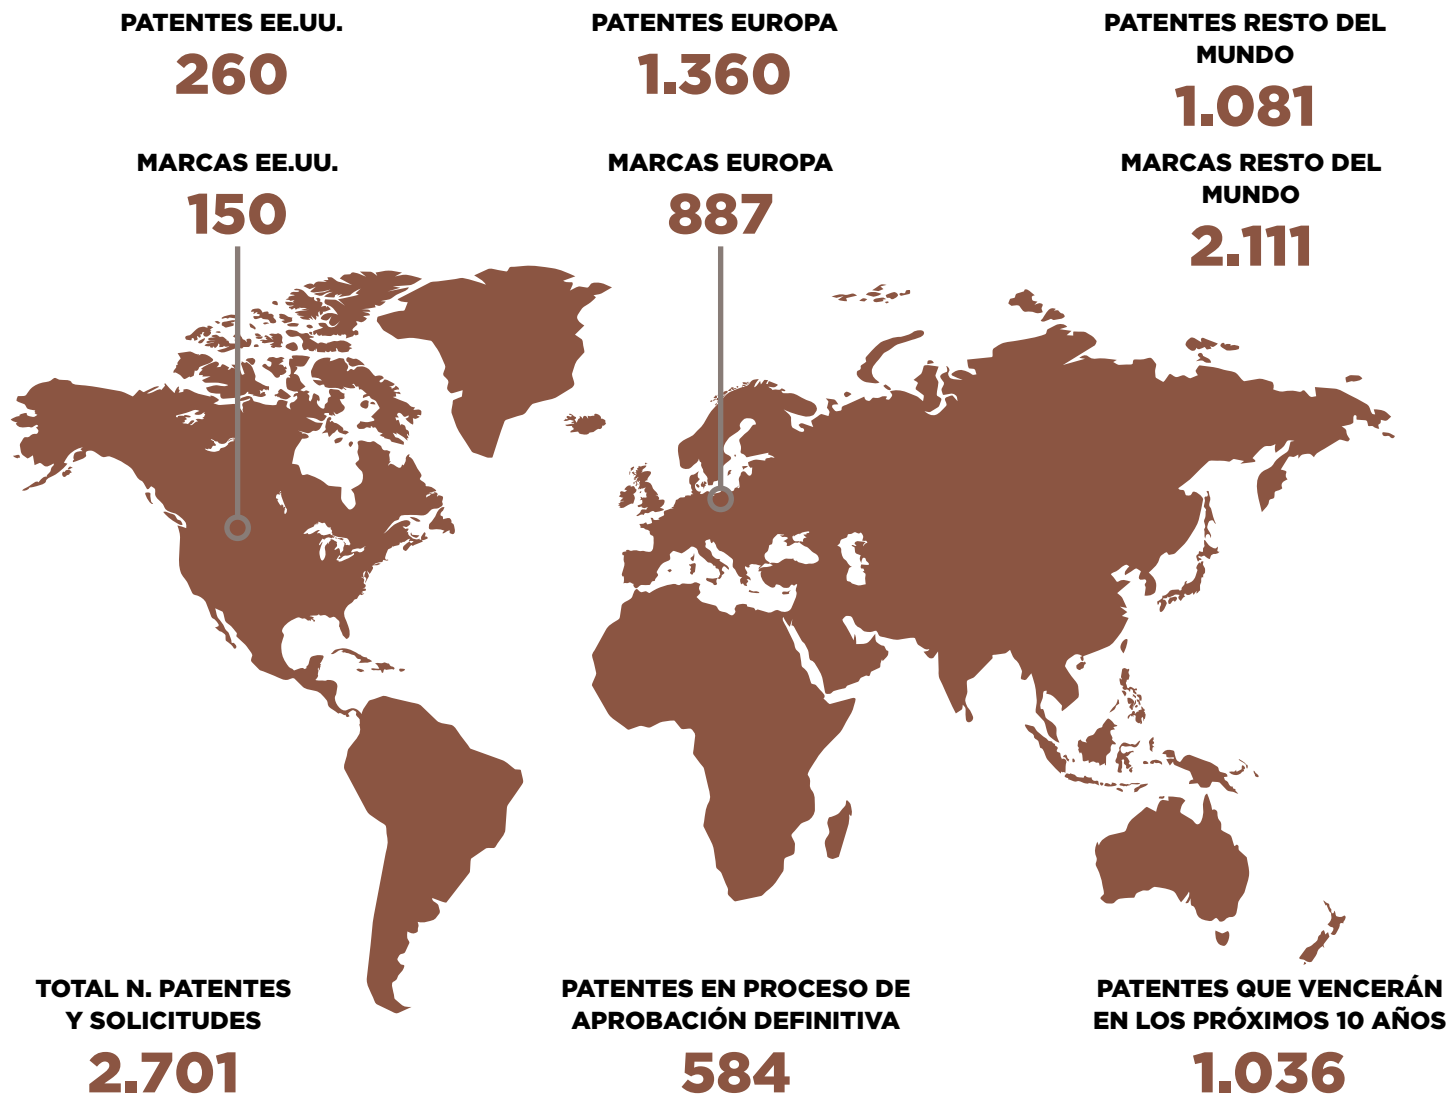 PATENTES EE.UU.
260
PATENTES EUROPA
1.360
PATENTES RESTO DEL
MUNDO
1.081
MARCAS EE.UU.
150
MARCAS EUROPA
887
MARCAS RESTO DEL
MUNDO
2.111
TOTAL N. PATENTES
Y SOLICITUDES
2.701
PATENTES EN PROCESO DE
APROBACIÓN DEFINITIVA
584
PATENTES QUE VENCERÁN
EN LOS PRÓXIMOS 10 AÑOS
1.036